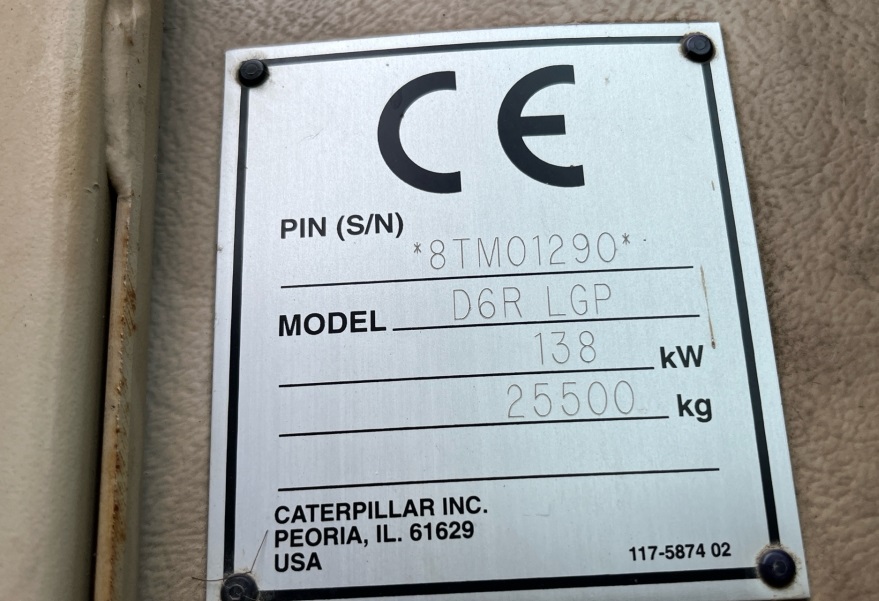 CE
PIN (S/N)
*8TM01290*
MODEL D6R LGP
138 kW
25500 kg
CATERPILLAR INC.
PEORIA, IL. 61629
USA
117-5874 02